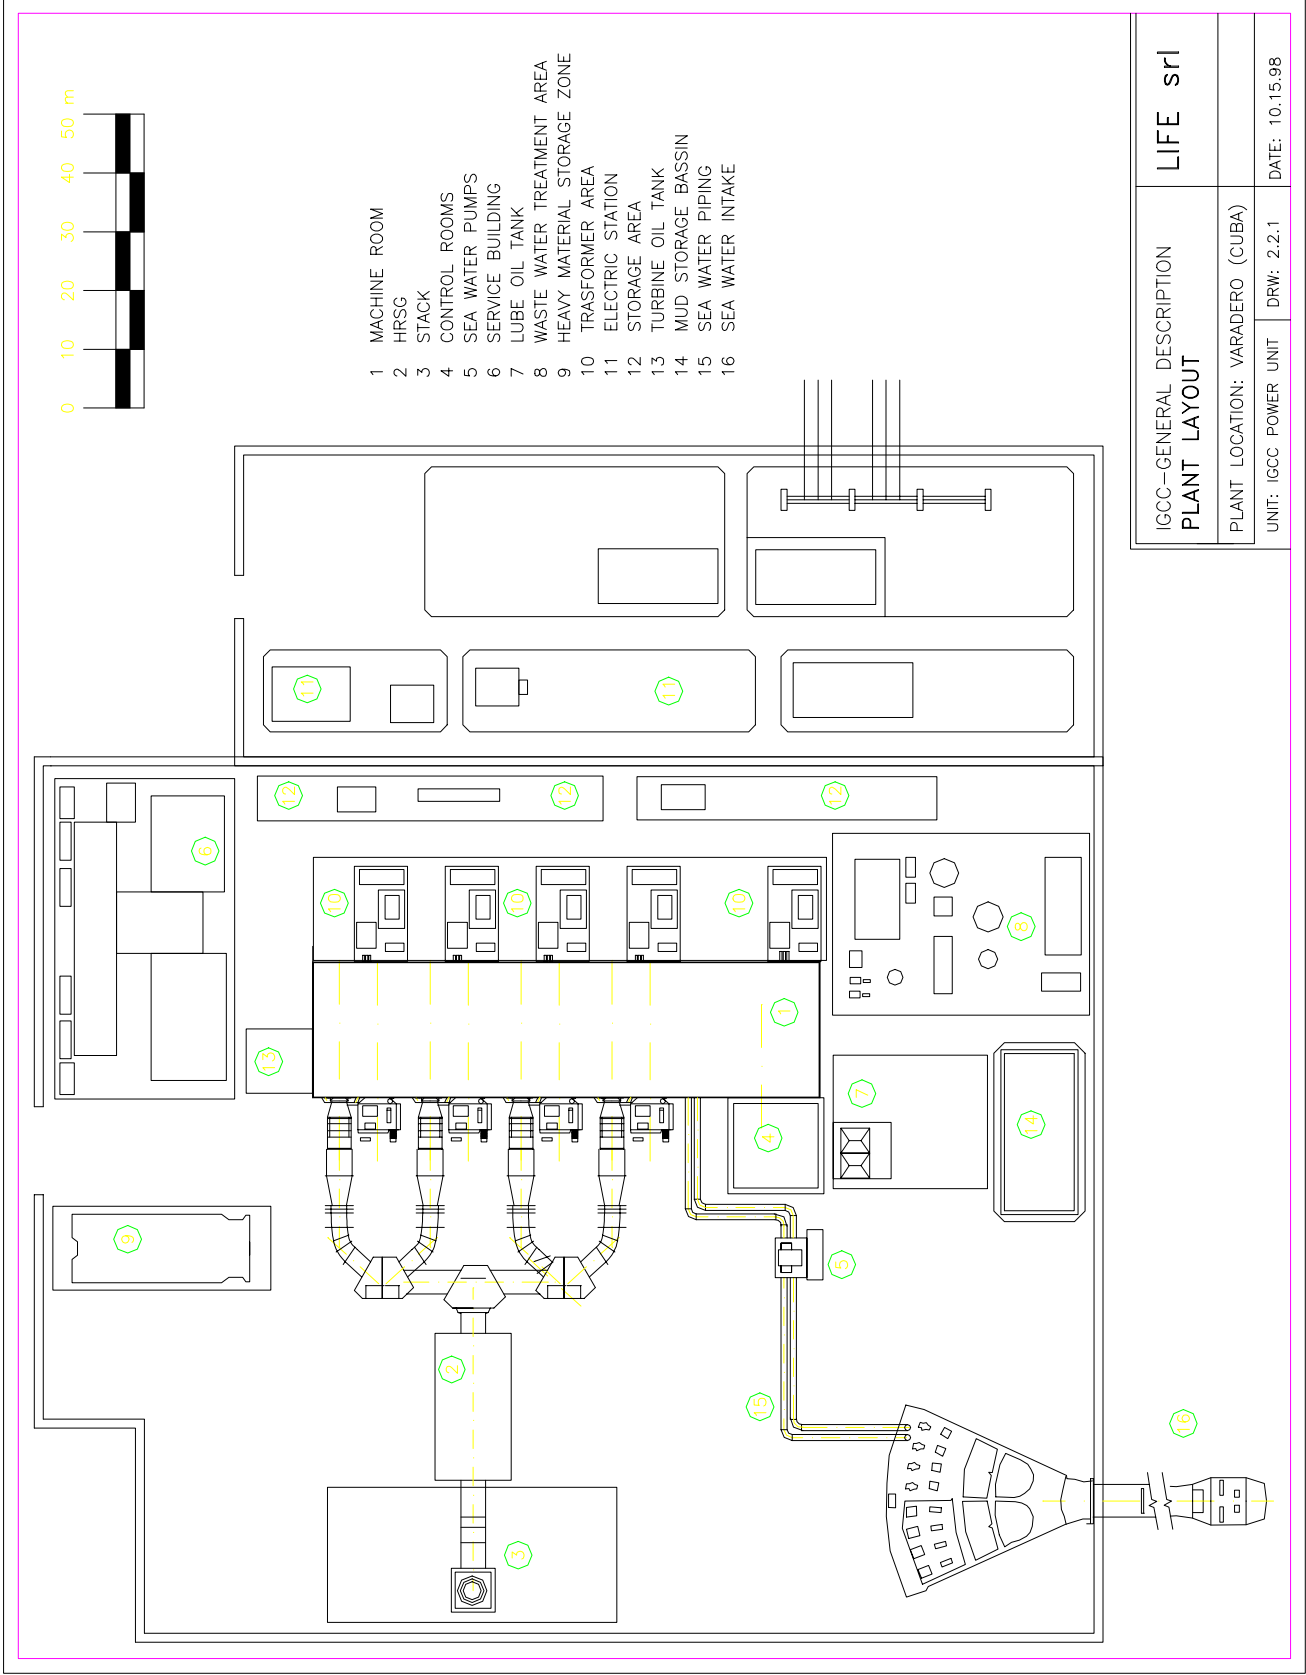 0 10 20 30 40 50 m
1 MACHINE ROOM
2 HRSG
3 STACK
4 CONTROL ROOMS
5 SEA WATER PUMPS
6 SERVICE BUILDING
7 LUBE OIL TANK
8 WASTE WATER TREATMENT AREA
9 HEAVY MATERIAL STORAGE ZONE
10 TRASFORMER AREA
11 ELECTRIC STATION
12 STORAGE AREA
13 TURBINE OIL TANK
14 MUD STORAGE BASSIN
15 SEA WATER PIPING
16 SEA WATER INTAKE
11
11
6
12
12
12
10
10
10
8
1
13
7
14
4
9
5
2
15
16
3
IGCC-GENERAL DESCRIPTION
PLANT LAYOUT
LIFE srl
PLANT LOCATION: VARADERO (CUBA)
UNIT: IGCC POWER UNIT
DRW: 2.2.1
DATE: 10.15.98